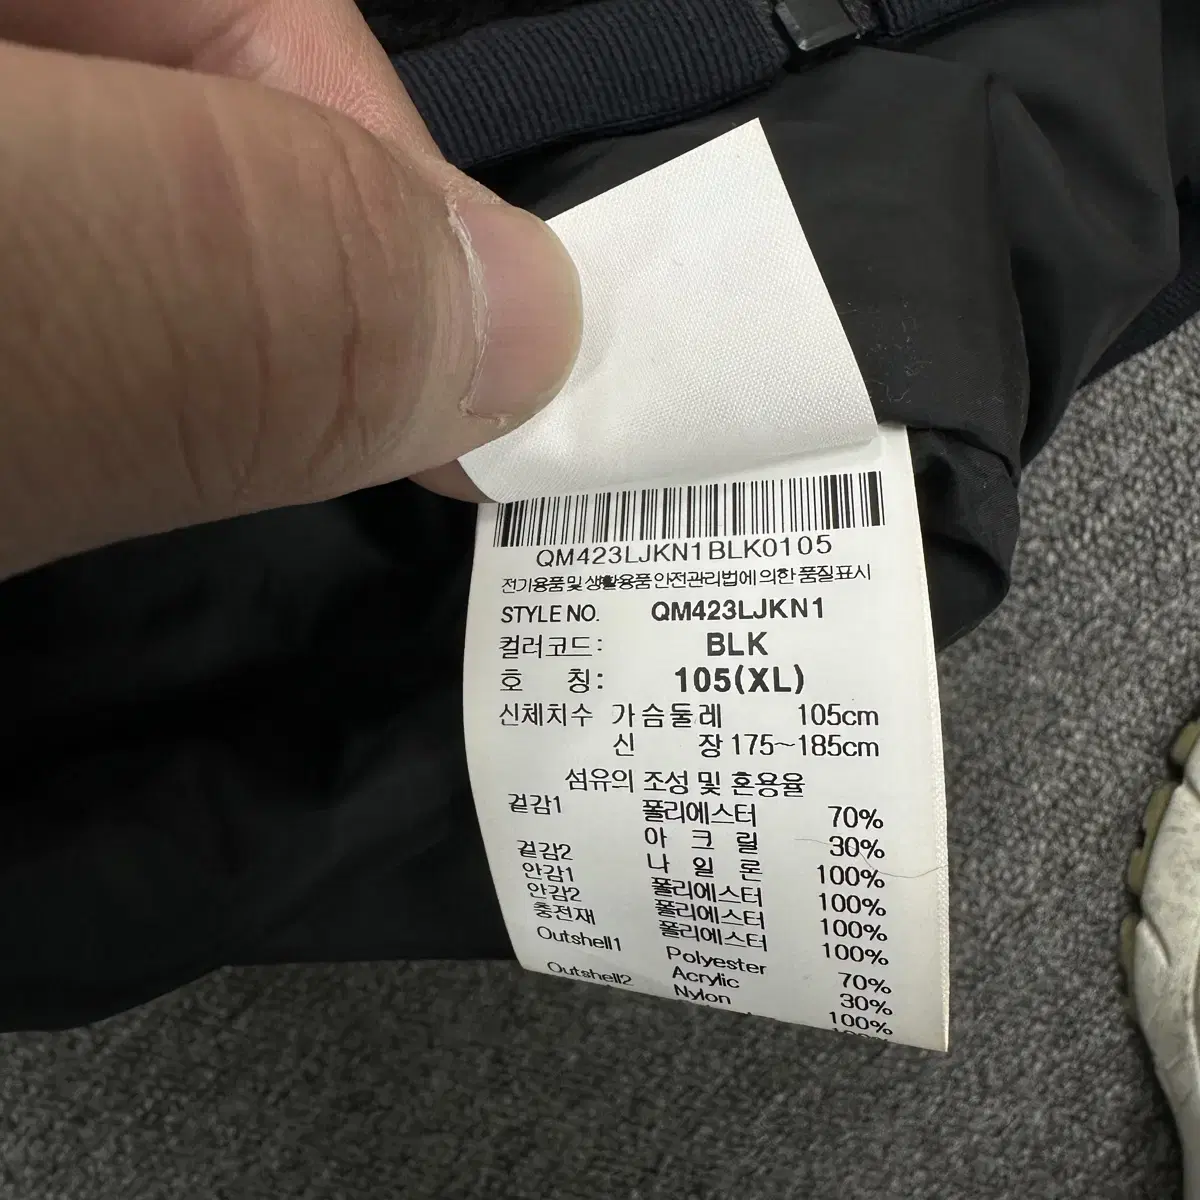 QM423LJKN1BLK0105
전기용품 및 생활용품 안전관리법에 의한 품질표시
STYLE NO. QM423LJKN1
컬러코드: BLK
호 칭: 105(XL)
신체치수 가슴둘레 105cm
신 장 175~185cm
섬유의 조성 및 혼용율
겉감1 폴리에스터 70%
아 크 릴 30%
겉감2 나 일 론 100%
안감1 폴리에스터 100%
안감2 폴리에스터 100%
충전재 폴리에스터 100%
Outshell1 Polyester 70%
Acrylic 30%
Outshell2 Nylon 100%